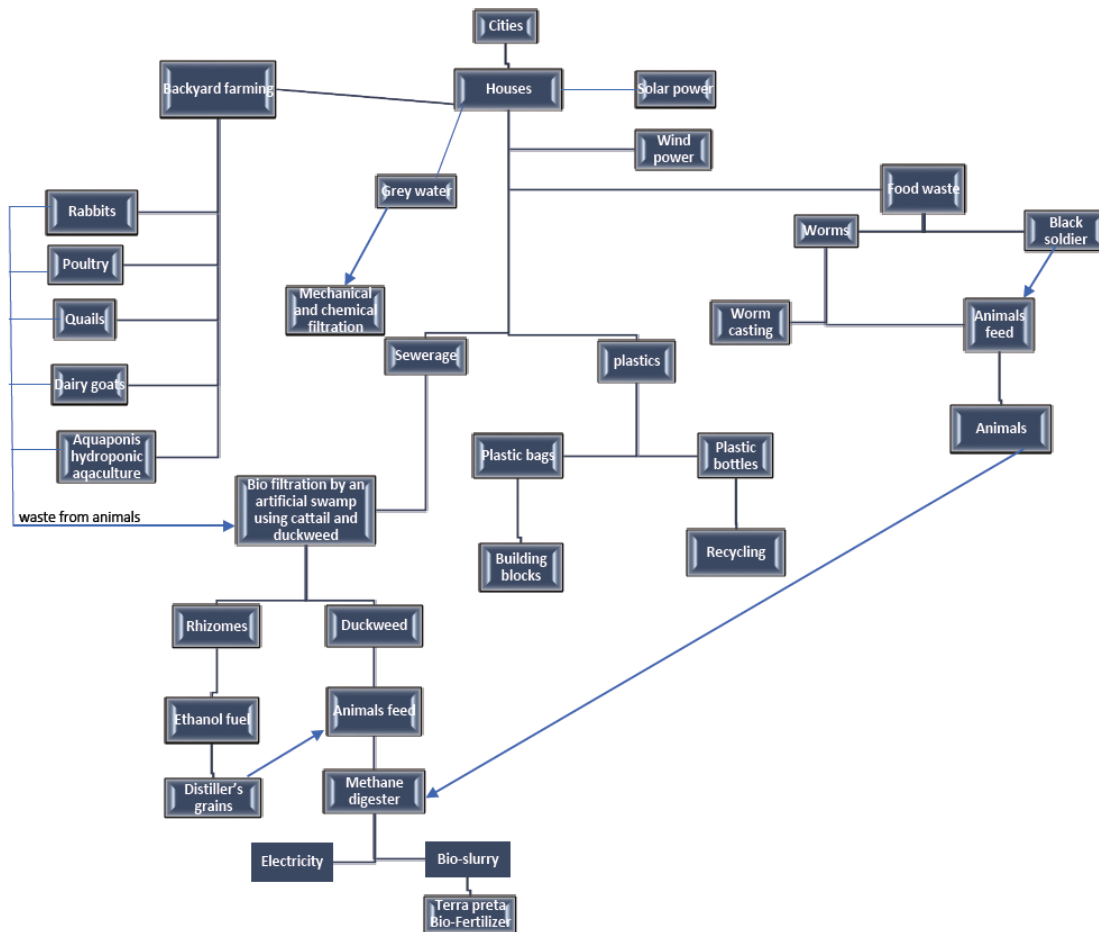 Cities
Backyard farming
Houses
Solar power
Wind
power
Grey water
Food waste
Rabbits
Worms
Black
soldier
Poultry
Mechanical
and chemical
filtration
Quails
Worm
casting
Animals
feed
Sewerage
plastics
Dairy goats
Animals
Aquaponis
hydroponic
aqaculture
Plastic bags
Plastic
bottles
Bio filtration by an
artificial swamp
using cattail and
duckweed
waste from animals
Building
blocks
Recycling
Rhizomes
Duckweed
Ethanol fuel
Animals feed
Distiller's
grains
Methane
digester
Electricity
Bio-slurry
Terra preta
Bio-Fertilizer